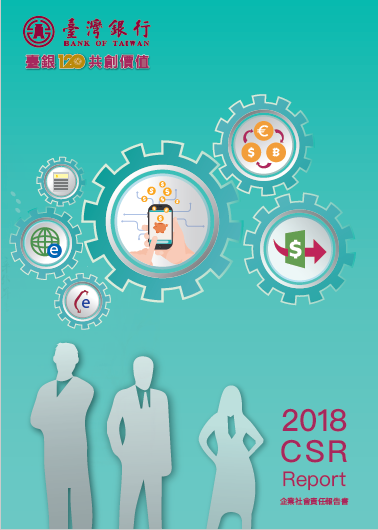 臺灣銀行
BANK OF TAIWAN
臺銀120共創價值
€
$ B
$
e
e
2018
CSR
Report
企業社會責任報告書